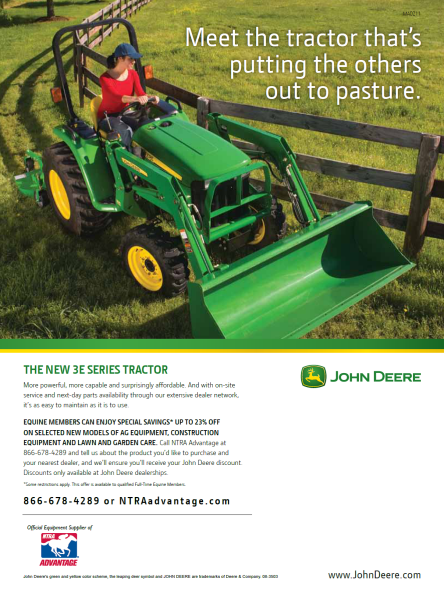 Meet the tractor that's
putting the others
out to pasture.
THE NEW 3E SERIES TRACTOR
More powerful, more capable and surprisingly affordable. And with on-site
service and next-day parts availability through our extensive dealer network,
it's as easy to maintain as it is to use.
EQUINE MEMBERS CAN ENJOY SPECIAL SAVINGS* UP TO 23% OFF
ON SELECTED NEW MODELS OF AG EQUIPMENT, CONSTRUCTION
EQUIPMENT AND LAWN AND GARDEN CARE. Call NTRA Advantage at
866-678-4289 and tell us about the product you'd like to purchase and
your nearest dealer, and we'll ensure you'll receive your John Deere discount.
Discounts only available at John Deere dealerships.
*Some restrictions apply. This offer is available to qualified Full-Time Equine Members.
866-678-4289 or NTRAadvantage.com
JOHN DEERE
Official Equipment Supplier of
NTRA
ADVANTAGE
John Deere's green and yellow color scheme, the leaping deer symbol and JOHN DEERE are trademarks of Deere & Company.
www.JohnDeere.com